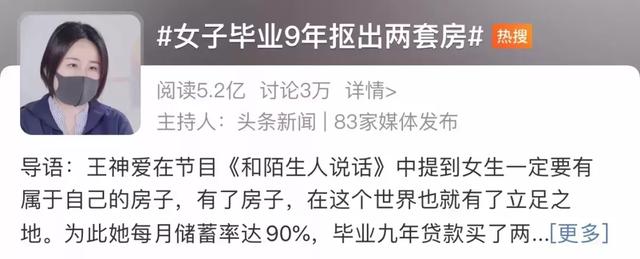 #女子毕业9年抠出两套房# 热搜
阅读5.2亿 讨论3万 详情>
主持人：头条新闻 | 83家媒体发布
导语：王神爱在节目《和陌生人说话》中提到女生一定要有
属于自己的房子，有了房子，在这个世界也就有了立足之
地。为此她每月储蓄率达90%，毕业九年贷款买了两...[更多]